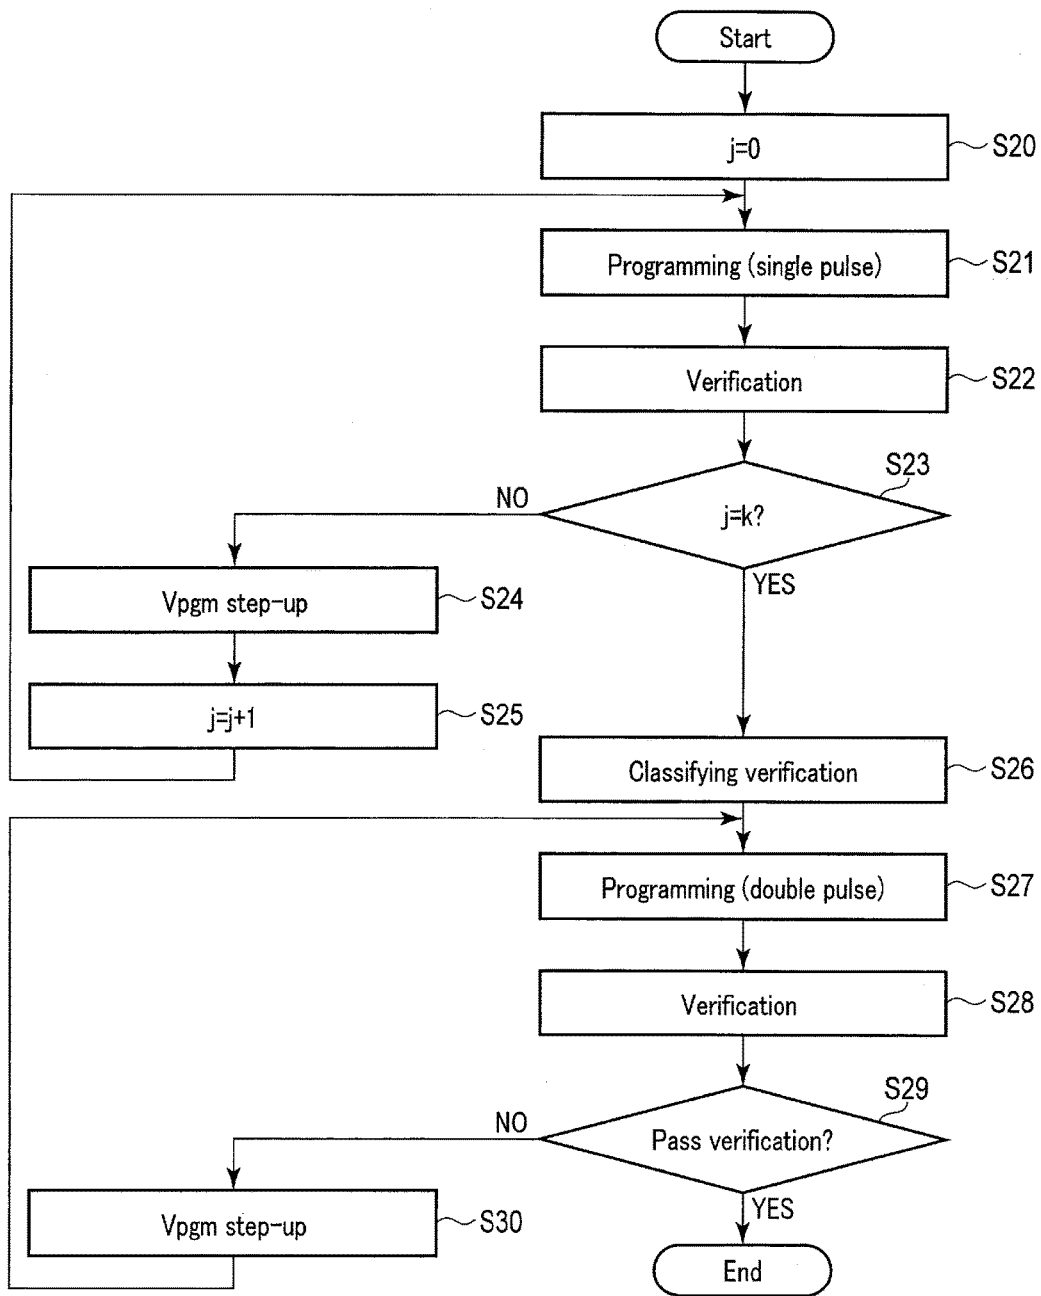 Start
j=0
S20
Programming (single pulse)
S21
Verification
S22
S23
j=k?
NO
YES
Vpgm step-up
S24
j=j+1
S25
Classifying verification
S26
Programming (double pulse)
S27
Verification
S28
S29
Pass verification?
NO
YES
Vpgm step-up
S30
End